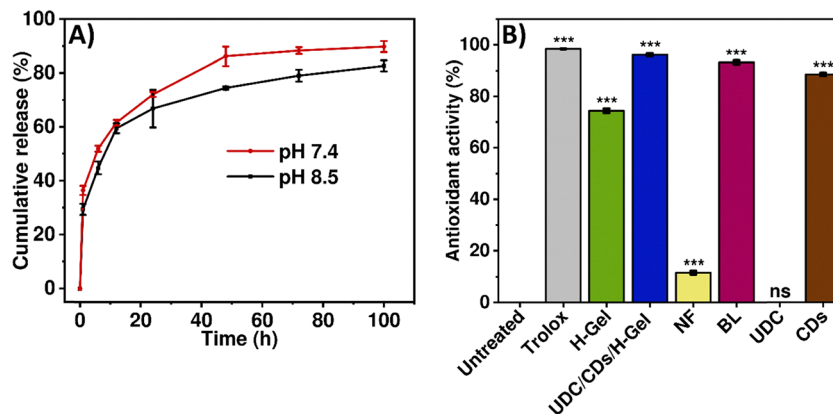 A)
Cumulative release (%)
100
80
60
40
20
0
pH 7.4
pH 8.5
0
20
40
60
80
100
Time (h)
B)
Antioxidant activity (%)
100
80
60
40
20
0
***
***
***
***
***
ns
***
Untreated
Trolox
H-Gel
UDC/CDs/H-Gel
NF
BL
UDC
CDs